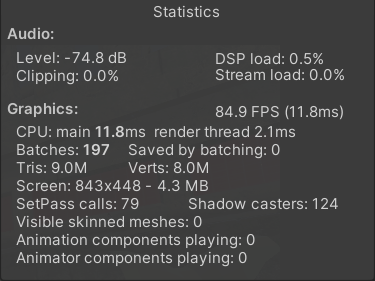 Statistics
Audio:
Level: -74.8 dB DSP load: 0.5%
Clipping: 0.0% Stream load: 0.0%
Graphics: 84.9 FPS (11.8ms)
CPU: main 11.8ms render thread 2.1ms
Batches: 197 Saved by batching: 0
Tris: 9.0M Verts: 8.0M
Screen: 843x448 - 4.3 MB
SetPass calls: 79 Shadow casters: 124
Visible skinned meshes: 0
Animation components playing: 0
Animator components playing: 0